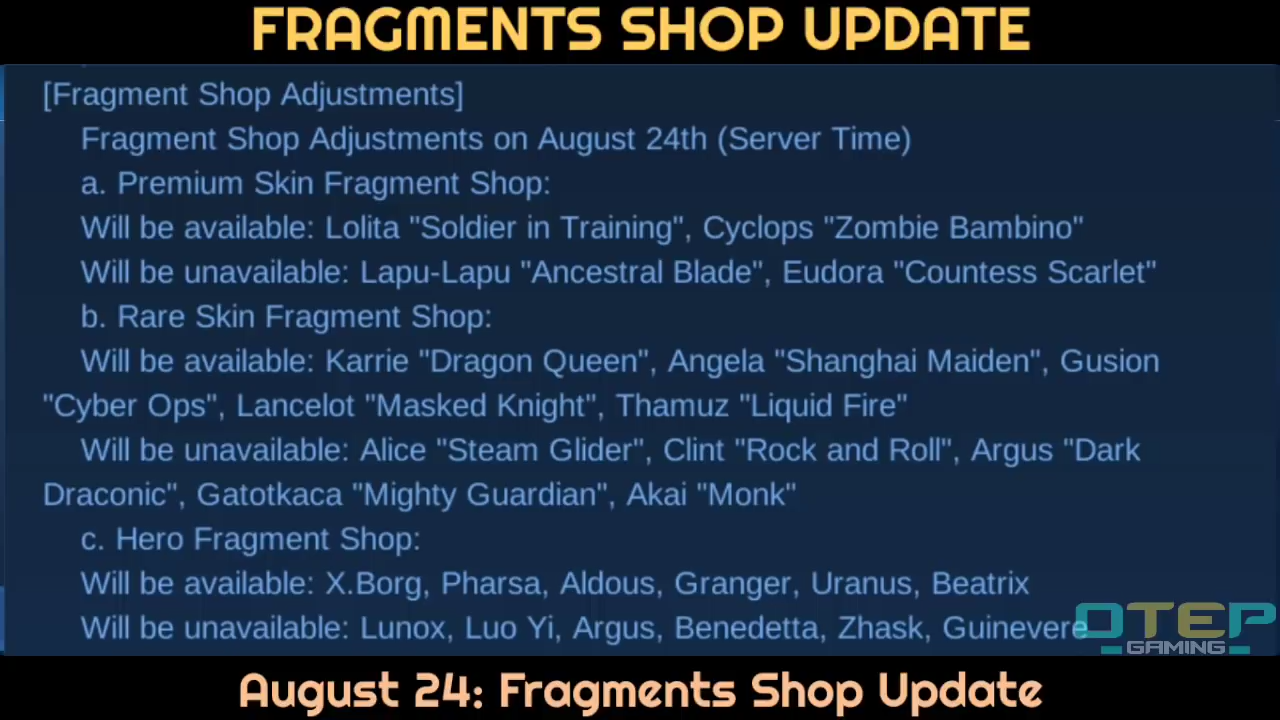 FRAGMENTS SHOP UPDATE
[Fragment Shop Adjustments]
Fragment Shop Adjustments on August 24th (Server Time)
a. Premium Skin Fragment Shop:
Will be available: Lolita "Soldier in Training", Cyclops "Zombie Bambino"
Will be unavailable: Lapu-Lapu "Ancestral Blade", Eudora "Countess Scarlet"
b. Rare Skin Fragment Shop:
Will be available: Karrie "Dragon Queen", Angela "Shanghai Maiden", Gusion
"Cyber Ops", Lancelot "Masked Knight", Thamuz "Liquid Fire"
Will be unavailable: Alice "Steam Glider", Clint "Rock and Roll", Argus "Dark
Draconic", Gatotkaca "Mighty Guardian", Akai "Monk"
c. Hero Fragment Shop:
Will be available: X.Borg, Pharsa, Aldous, Granger, Uranus, Beatrix
Will be unavailable: Lunox, Luo Yi, Argus, Benedetta, Zhask, Guinevere
OTEP
GAMING
August 24: Fragments Shop Update